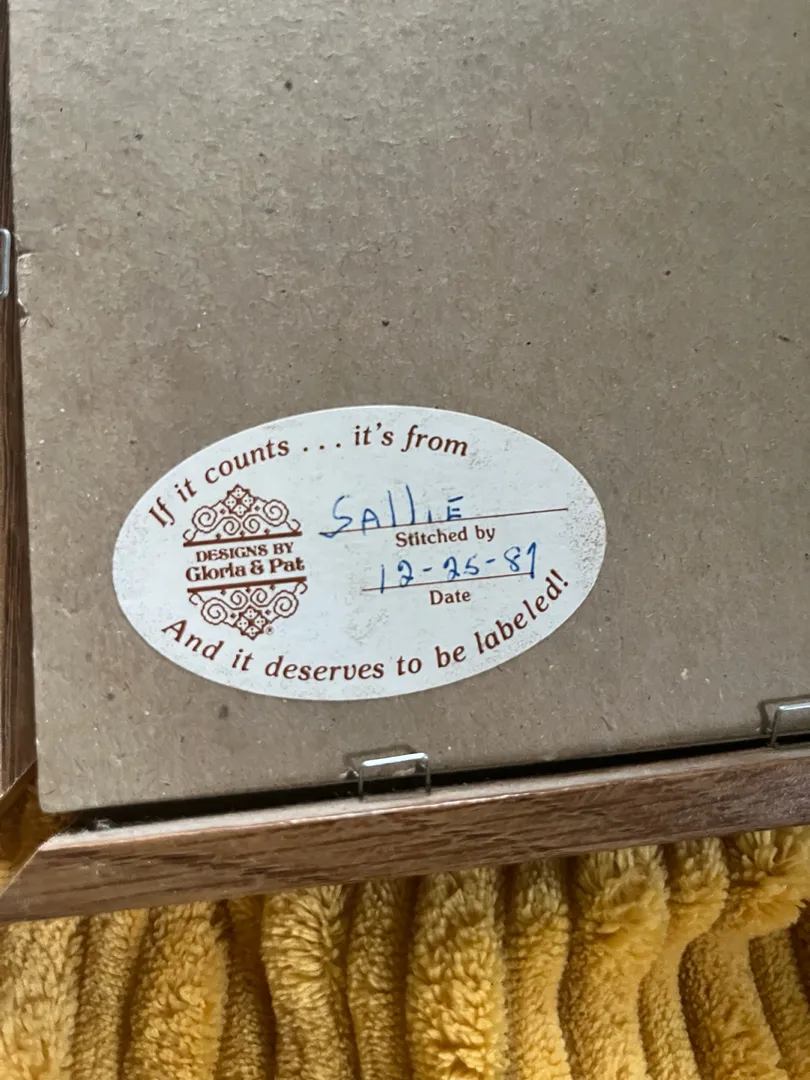 If it counts . . . it's from
DESIGNS BY
Gloria & Pat
®
SAllIE
Stitched by
12-25-87
Date
And it deserves to be labeled!